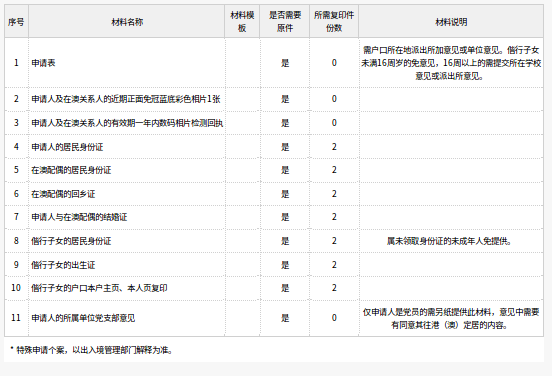 序号 材料名称 材料模板 是否需要原件 所需复印件份数 材料说明
1 申请表 是 0 需户口所在地派出所加意见或单位意见。偕行子女未满16周岁的免意见，16周以上的需提交所在学校意见或派出所意见。
2 申请人及在澳关系人的近期正面免冠蓝底彩色相片1张 是 0
3 申请人及在澳关系人的有效期一年内数码相片检测回执 是 0
4 申请人的居民身份证 是 2
5 在澳配偶的居民身份证 是 2
6 在澳配偶的回乡证 是 2
7 申请人与在澳配偶的结婚证 是 2
8 偕行子女的居民身份证 是 2 属未领取身份证的未成年人免提供。
9 偕行子女的出生证 是 2
10 偕行子女的户口本户主页、本人页复印 是 2
11 申请人的所属单位党支部意见 是 0 仅申请人是党员的需另纸提供此材料，意见中需要有同意其往港（澳）定居的内容。
* 特殊申请个案，以出入境管理部门解释为准。